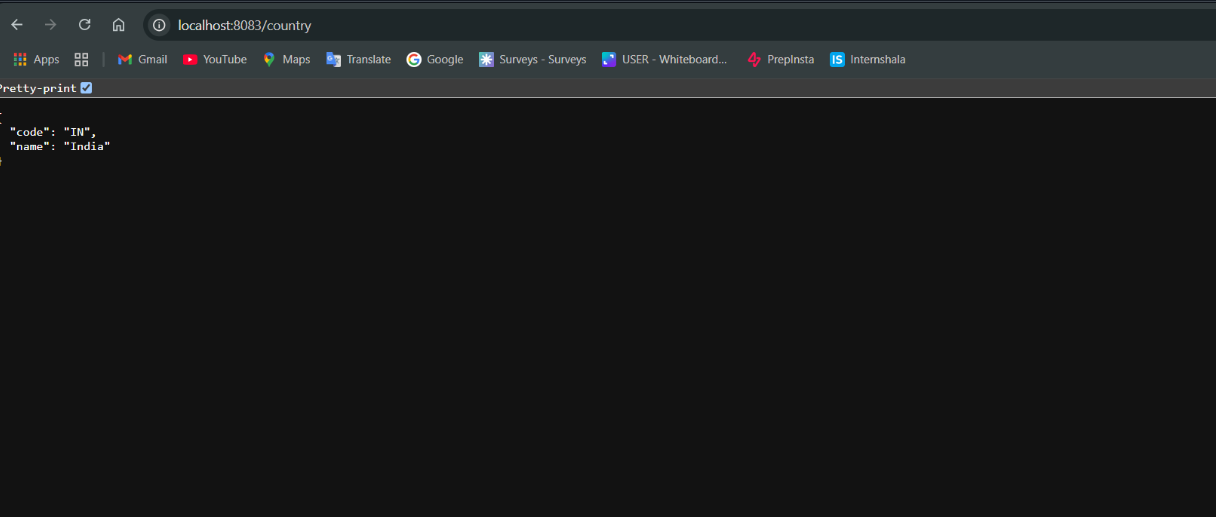 localhost:8083/country
Apps Gmail YouTube Maps Translate Google Surveys - Surveys USER - Whiteboard... PrepInsta IS Internshala
Pretty-print
{
"code": "IN",
"name": "India"
}